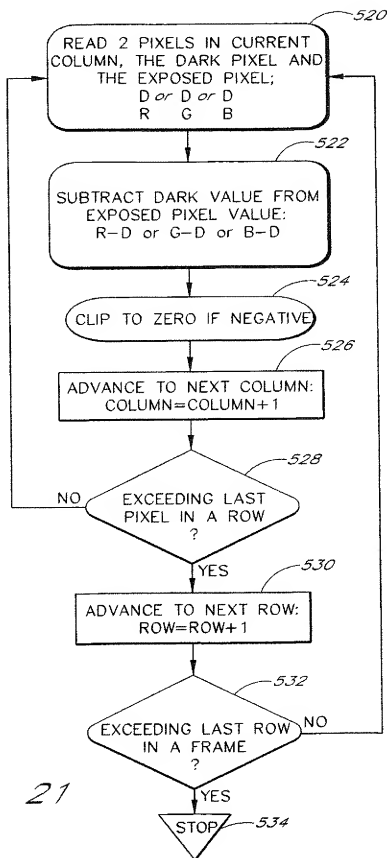 520
READ 2 PIXELS IN CURRENT
COLUMN, THE DARK PIXEL AND
THE EXPOSED PIXEL;
D or D or D
R G B
522
SUBTRACT DARK VALUE FROM
EXPOSED PIXEL VALUE:
R-D or G-D or B-D
524
CLIP TO ZERO IF NEGATIVE
526
ADVANCE TO NEXT COLUMN:
COLUMN=COLUMN+1
528
NO
EXCEEDING LAST
PIXEL IN A ROW
?
YES
530
ADVANCE TO NEXT ROW:
ROW=ROW+1
532
NO
EXCEEDING LAST ROW
IN A FRAME
?
YES
21
STOP
534